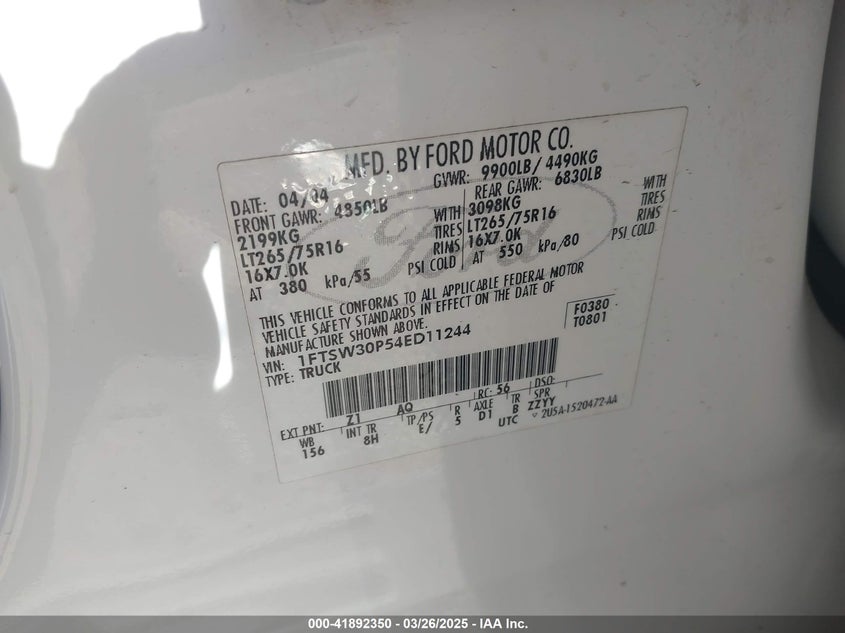 MFD. BY FORD MOTOR CO.
DATE: 04/04 GVWR: 9900LB/ 4490KG
FRONT GAWR: 4850LB REAR GAWR: 6830LB
2199KG WITH 3098KG WITH
LT265/75R16 TIRES LT265/75R16 TIRES
16X7.0K RIMS 16X7.0K RIMS
AT 380 kPa/55 PSI COLD AT 550 kPa/80 PSI COLD
Ford
THIS VEHICLE CONFORMS TO ALL APPLICABLE FEDERAL MOTOR
VEHICLE SAFETY STANDARDS IN EFFECT ON THE DATE OF
MANUFACTURE SHOWN ABOVE.
VIN: 1FTSW30P54ED11244
TYPE: TRUCK
F0380
T0801
EXT PNT: Z1 AQ RC: 56 DSO:
WB INT TR TP/PS R AXLE TR SPR
156 8H E/ 5 D1 B ZZYY
UTC ▽ 2U5A-1520472-AA
000-41892350 | 03/26/2025 | IAA Inc.